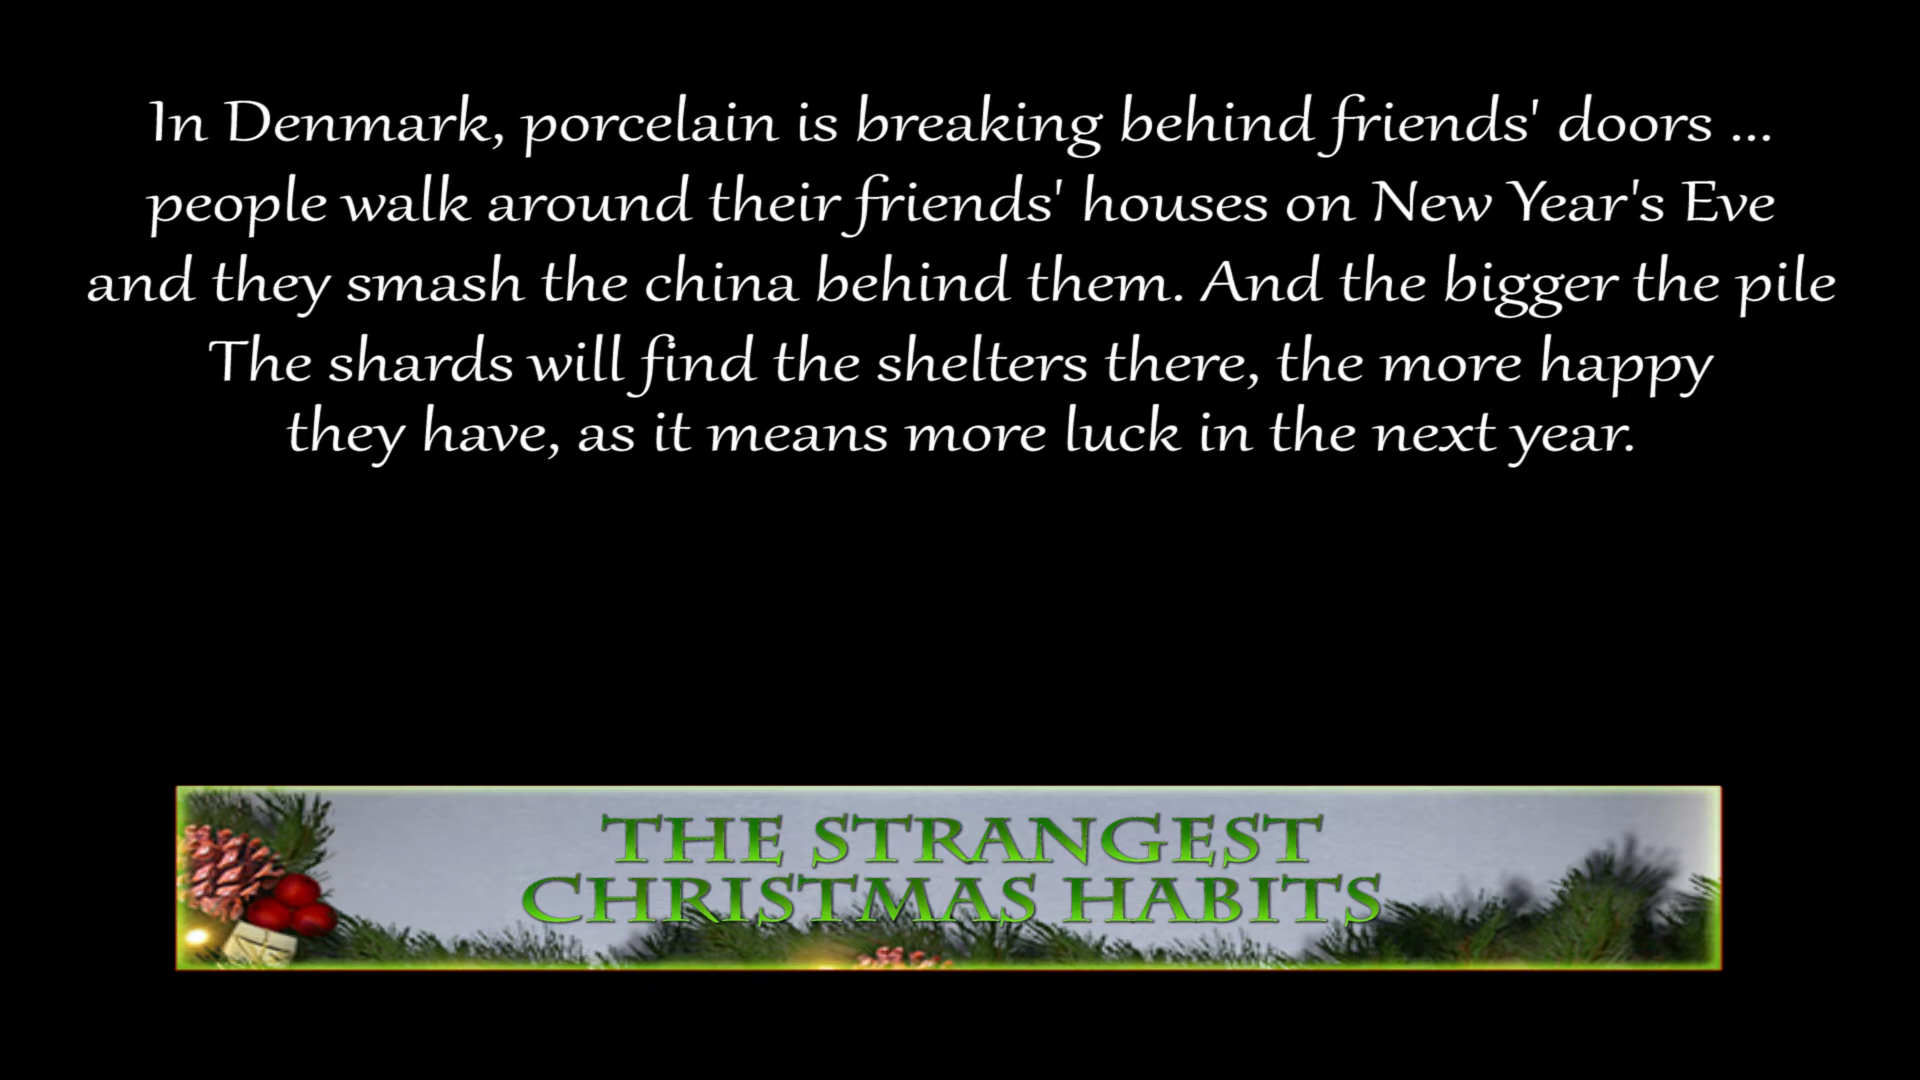 In Denmark, porcelain is breaking behind friends' doors ...
people walk around their friends' houses on New Year's Eve
and they smash the china behind them. And the bigger the pile
The shards will find the shelters there, the more happy
they have, as it means more luck in the next year.
THE STRANGEST
CHRISTMAS HABITS